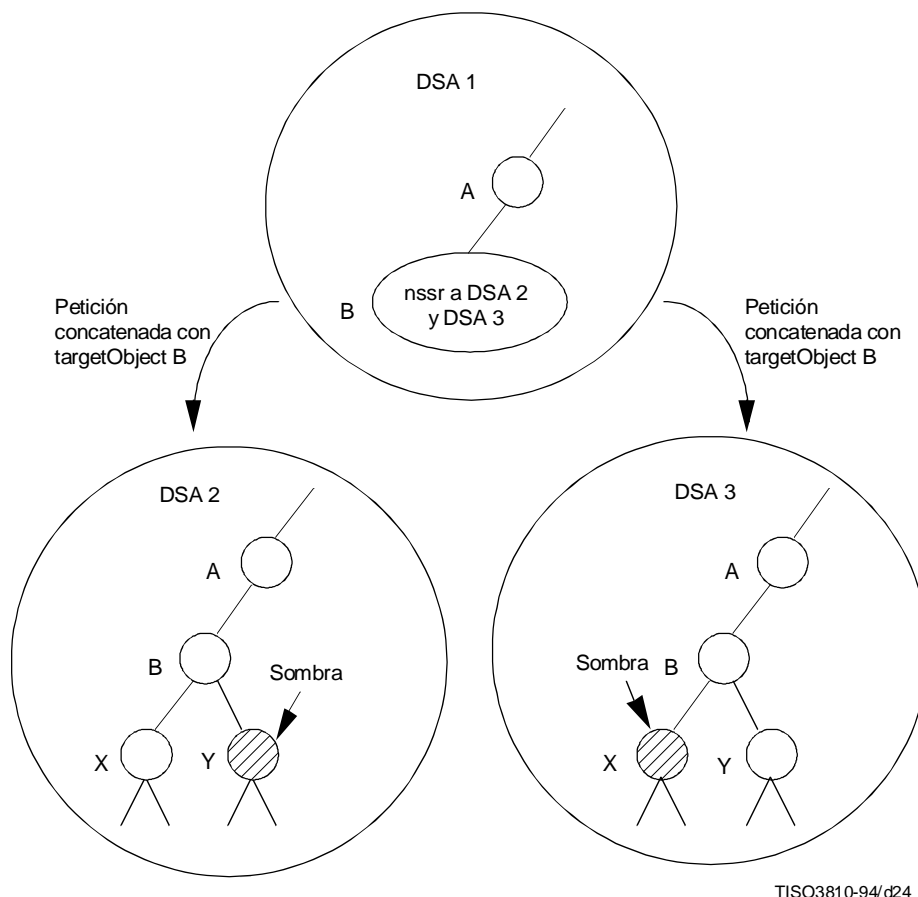 DSA 1
A
B
nssr a DSA 2
y DSA 3
Petición
concatenada con
targetObject B
Petición
concatenada con
targetObject B
DSA 2
A
B
Sombra
X
Y
DSA 3
A
Sombra
B
X
Y
TISO3810-94/d24